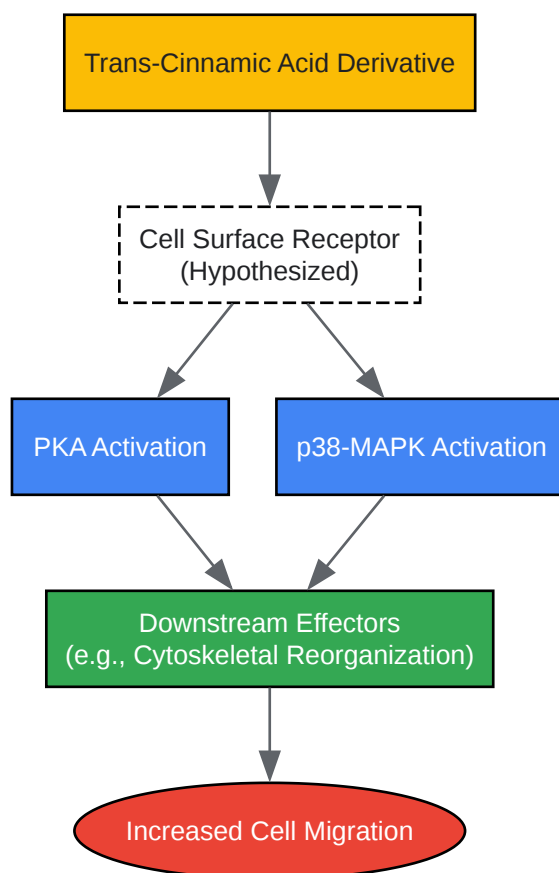 Trans-Cinnamic Acid Derivative
Cell Surface Receptor
(Hypothesized)
PKA Activation
p38-MAPK Activation
Downstream Effectors
(e.g., Cytoskeletal Reorganization)
Increased Cell Migration